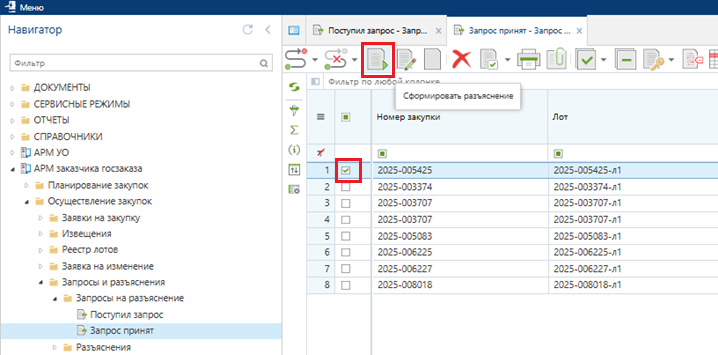 Меню
Навигатор
Фильтр
ДОКУМЕНТЫ
СЕРВИСНЫЕ РЕЖИМЫ
ОТЧЕТЫ
СПРАВОЧНИКИ
АРМ УО
АРМ заказчика госзаказа
Планирование закупок
Осуществление закупок
Заявки на закупку
Извещения
Реестр лотов
Заявка на изменение
Запросы и разъяснения
Запросы на разъяснение
Поступил запрос
Запрос принят
Разъяснения
Поступил запрос - Запр...
Запрос принят - Запрос ...
Фильтр по любой колонке
Сформировать разъяснение
Номер закупки Лот
1 2025-005425 2025-005425-л1
2 2025-003374 2025-003374-л1
3 2025-003707 2025-003707-л1
4 2025-003707 2025-003707-л1
5 2025-005083 2025-005083-л1
6 2025-006225 2025-006225-л1
7 2025-006227 2025-006227-л1
8 2025-008018 2025-008018-л1